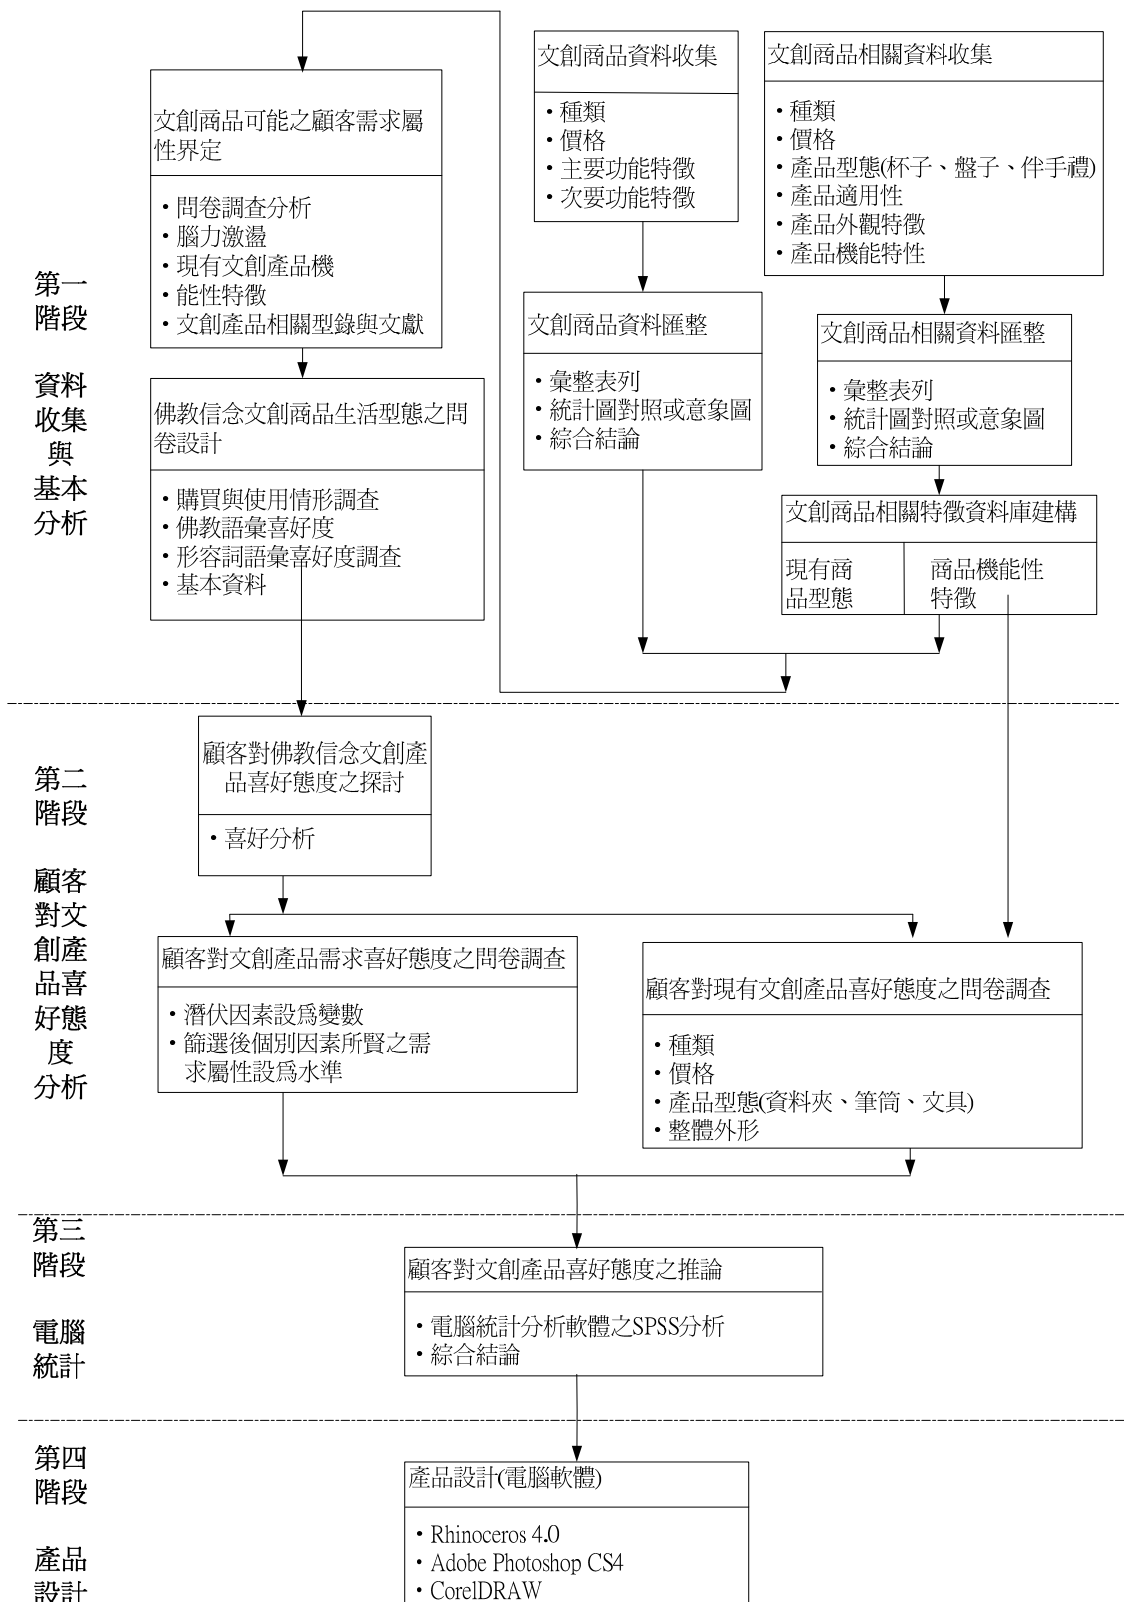 第一
階段
資料
收集
與
基本
分析
文創商品可能之顧客需求屬
性界定
・問卷調查分析
・腦力激盪
・現有文創產品機
・能性特徵
・文創產品相關型錄與文獻
佛教信念文創商品生活型態之問
卷設計
・購買與使用情形調查
・佛教語彙喜好度
・形容詞語彙喜好度調查
・基本資料
文創商品資料收集
・種類
・價格
・主要功能特徵
・次要功能特徵
文創商品資料匯整
・彙整表列
・統計圖對照或意象圖
・綜合結論
文創商品相關資料收集
・種類
・價格
・產品型態(杯子、盤子、伴手禮)
・產品適用性
・產品外觀特徵
・產品機能特性
文創商品相關資料匯整
・彙整表列
・統計圖對照或意象圖
・綜合結論
文創商品相關特徵資料庫建構
現有商
品型態
商品機能性
特徵
第二
階段
顧客
對文
創產
品喜
好態
度
分析
顧客對佛教信念文創產
品喜好態度之探討
・喜好分析
顧客對文創產品需求喜好態度之問卷調查
・潛伏因素設為變數
・篩選後個別因素所賢之需
求屬性設為水準
顧客對現有文創產品喜好態度之問卷調查
・種類
・價格
・產品型態(資料夾、筆筒、文具)
・整體外形
第三
階段
電腦
統計
顧客對文創產品喜好態度之推論
・電腦統計分析軟體之SPSS分析
・綜合結論
第四
階段
產品
設計
產品設計(電腦軟體)
・Rhinoceros 4.0
・Adobe Photoshop CS4
・CorelDRAW